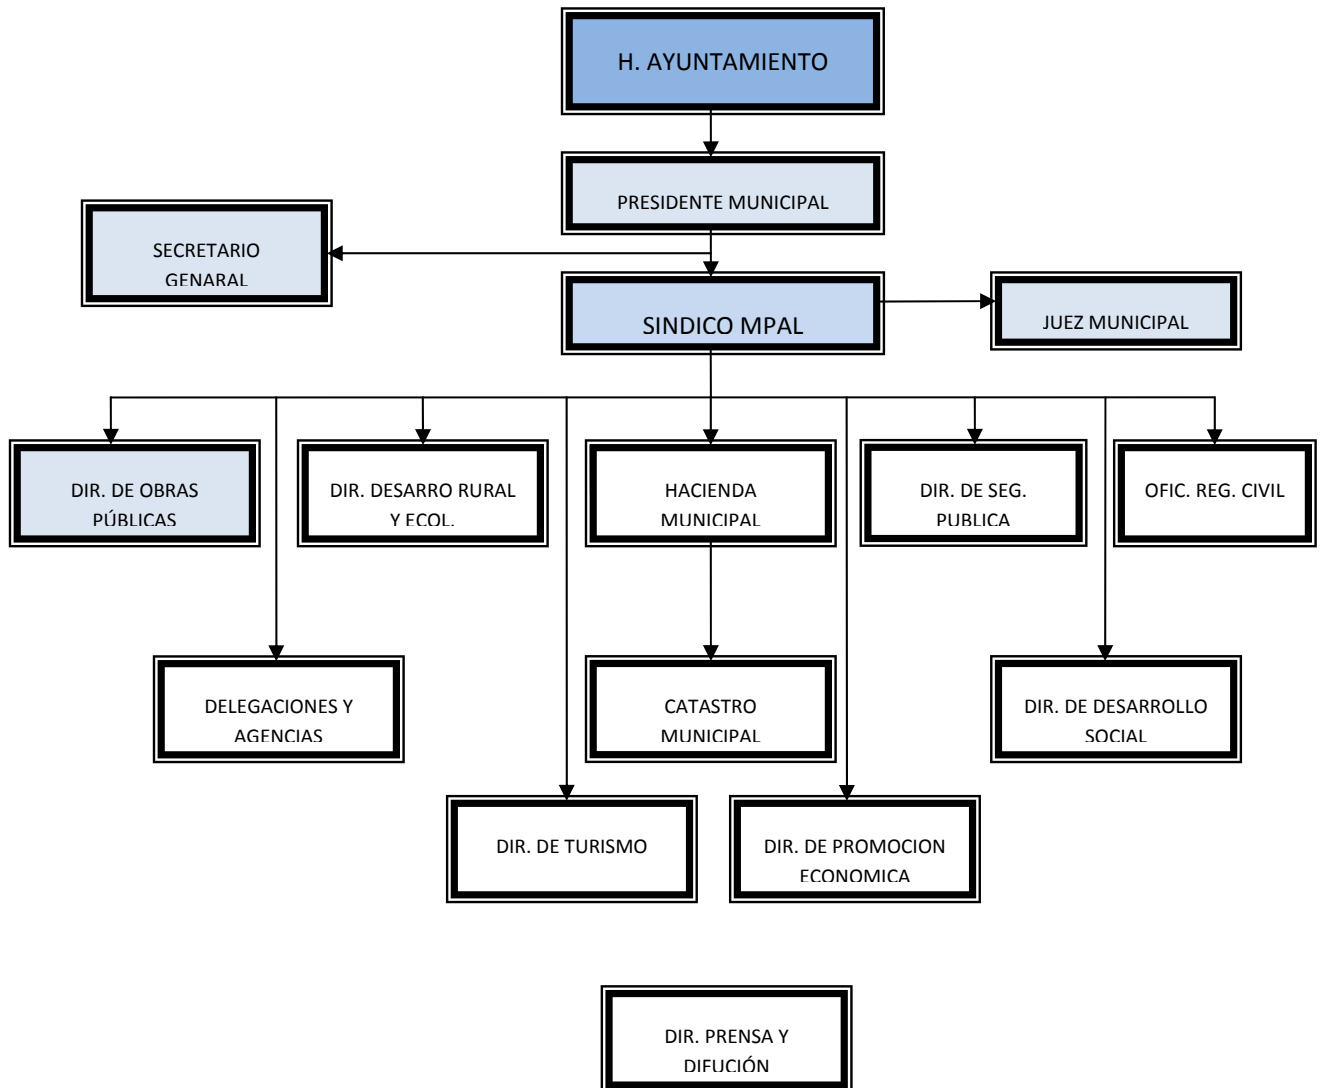 H. AYUNTAMIENTO
PRESIDENTE MUNICIPAL
SECRETARIO
GENARAL
SINDICO MPAL
JUEZ MUNICIPAL
DIR. DE OBRAS
PÚBLICAS
DIR. DESARRO RURAL
Y ECOL.
HACIENDA
MUNICIPAL
DIR. DE SEG.
PUBLICA
OFIC. REG. CIVIL
DELEGACIONES Y
AGENCIAS
CATASTRO
MUNICIPAL
DIR. DE DESARROLLO
SOCIAL
DIR. DE TURISMO
DIR. DE PROMOCION
ECONOMICA
DIR. PRENSA Y
DIFUCIÓN